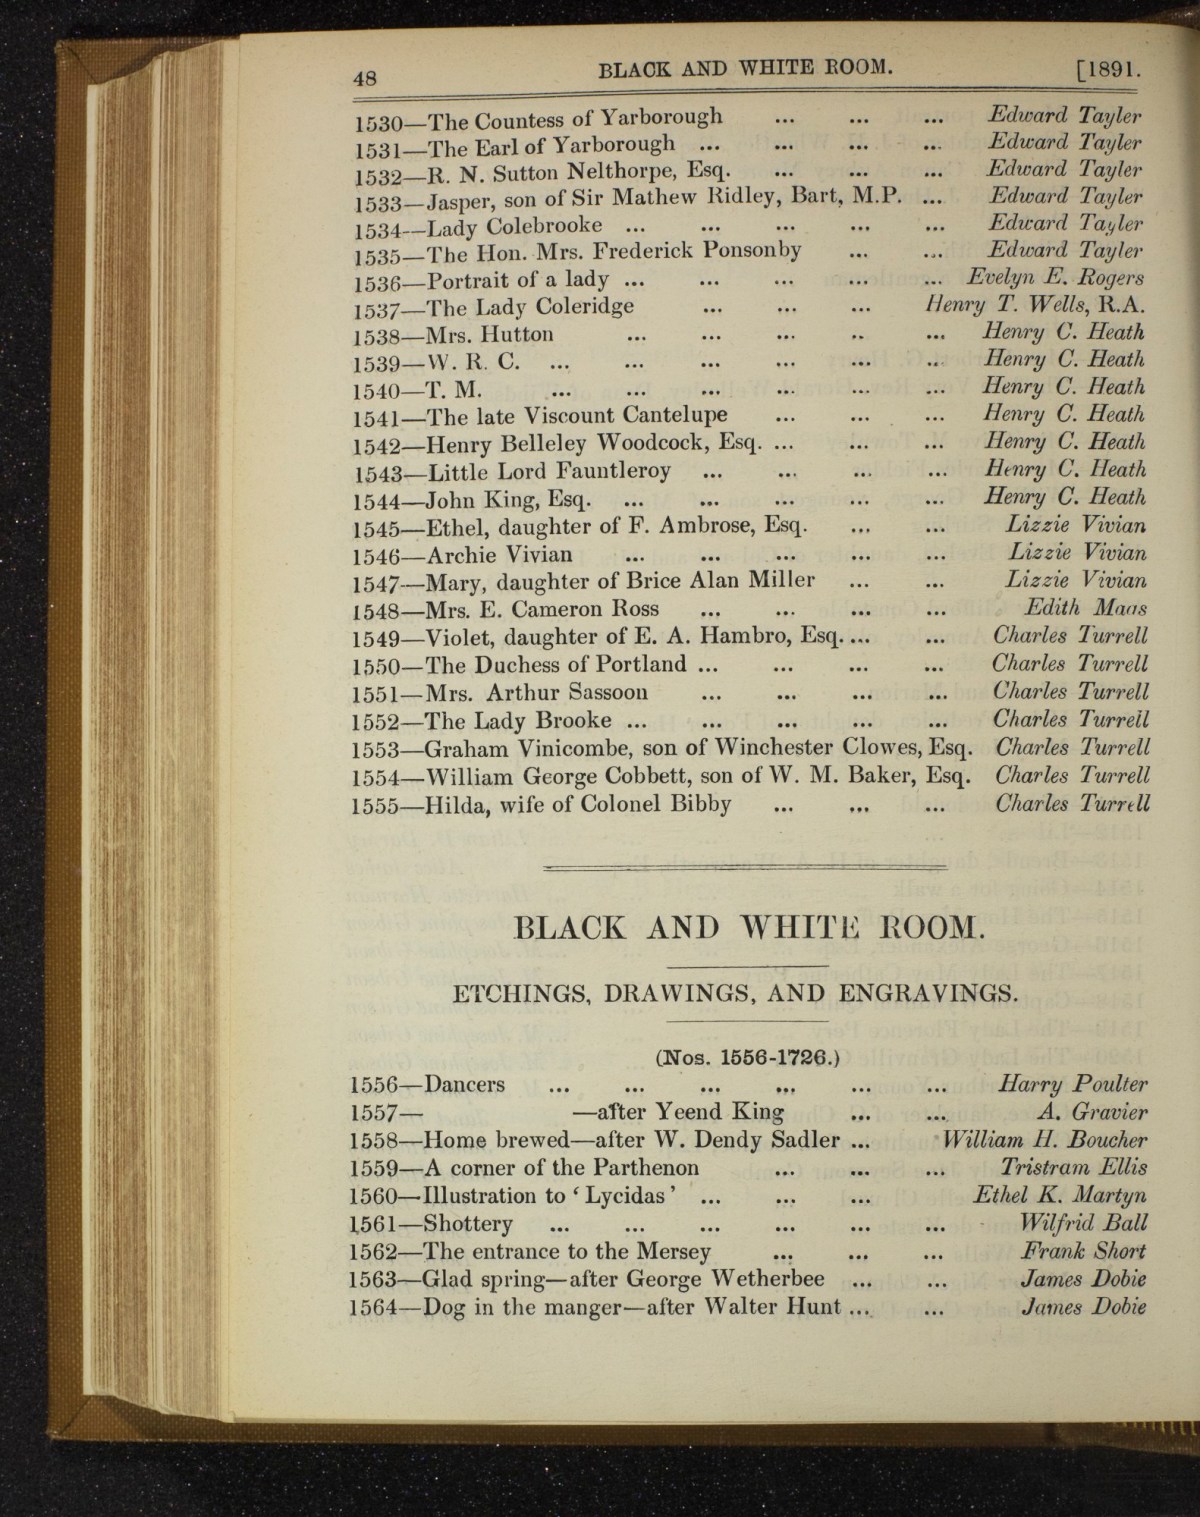 48 BLACK AND WHITE ROOM. [1891.
1530—The Countess of Yarborough ... ... ... Edward Tayler
1531—The Earl of Yarborough ... ... ... ... Edward Tayler
1532—R. N. Sutton Nelthorpe, Esq. ... ... ... Edward Tayler
1533—Jasper, son of Sir Mathew Ridley, Bart, M.P. ... Edward Tayler
1534—Lady Colebrooke ... ... ... ... ... Edward Tayler
1535—The Hon. Mrs. Frederick Ponsonby ... ... Edward Tayler
1536—Portrait of a lady ... ... ... ... ... Evelyn E. Rogers
1537—The Lady Coleridge ... ... ... Henry T. Wells, R.A.
1538—Mrs. Hutton ... ... ... .. ... Henry C. Heath
1539—W. R. C. ... ... ... ... ... ... Henry C. Heath
1540—T. M. ... ... ... ... ... ... Henry C. Heath
1541—The late Viscount Cantelupe ... ... ... Henry C. Heath
1542—Henry Belleley Woodcock, Esq. ... ... ... Henry C. Heath
1543—Little Lord Fauntleroy ... ... ... ... Henry C. Heath
1544—John King, Esq. ... ... ... ... ... Henry C. Heath
1545—Ethel, daughter of F. Ambrose, Esq. ... ... Lizzie Vivian
1546—Archie Vivian ... ... ... ... ... Lizzie Vivian
1547—Mary, daughter of Brice Alan Miller ... ... Lizzie Vivian
1548—Mrs. E. Cameron Ross ... ... ... ... Edith Maas
1549—Violet, daughter of E. A. Hambro, Esq. ... ... Charles Turrell
1550—The Duchess of Portland ... ... ... ... Charles Turrell
1551—Mrs. Arthur Sassoon ... ... ... ... Charles Turrell
1552—The Lady Brooke ... ... ... ... ... Charles Turrell
1553—Graham Vinicombe, son of Winchester Clowes, Esq. Charles Turrell
1554—William George Cobbett, son of W. M. Baker, Esq. Charles Turrell
1555—Hilda, wife of Colonel Bibby ... ... ... Charles Turrell
BLACK AND WHITE ROOM.
ETCHINGS, DRAWINGS, AND ENGRAVINGS.
(Nos. 1556-1726.)
1556—Dancers ... ... ... ... ... ... Harry Poulter
1557— —after Yeend King ... ... A. Gravier
1558—Home brewed—after W. Dendy Sadler ... William H. Boucher
1559—A corner of the Parthenon ... ... ... Tristram Ellis
1560—Illustration to ‘Lycidas’ ... ... ... Ethel K. Martyn
1561—Shottery ... ... ... ... ... ... Wilfrid Ball
1562—The entrance to the Mersey ... ... ... Frank Short
1563—Glad spring—after George Wetherbee ... ... James Dobie
1564—Dog in the manger—after Walter Hunt ... ... James Dobie